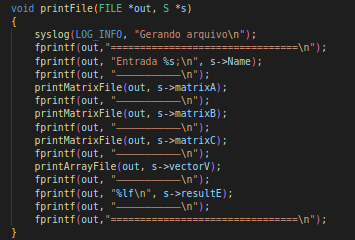 void printFile(FILE *out, S *s)
{
syslog(LOG_INFO, "Gerando arquivo\n");
fprintf(out,"================================\n");
fprintf(out, "Entrada %s;\n", s->Name);
fprintf(out, "———————————\n");
printMatrixFile(out, s->matrixA);
fprintf(out, "———————————\n");
printMatrixFile(out, s->matrixB);
fprintf(out, "———————————\n");
printMatrixFile(out, s->matrixC);
fprintf(out, "———————————\n");
printArrayFile(out, s->vectorV);
fprintf(out, "———————————\n");
fprintf(out, "%lf\n", s->resultE);
fprintf(out, "———————————\n");
fprintf(out,"================================\n");
}